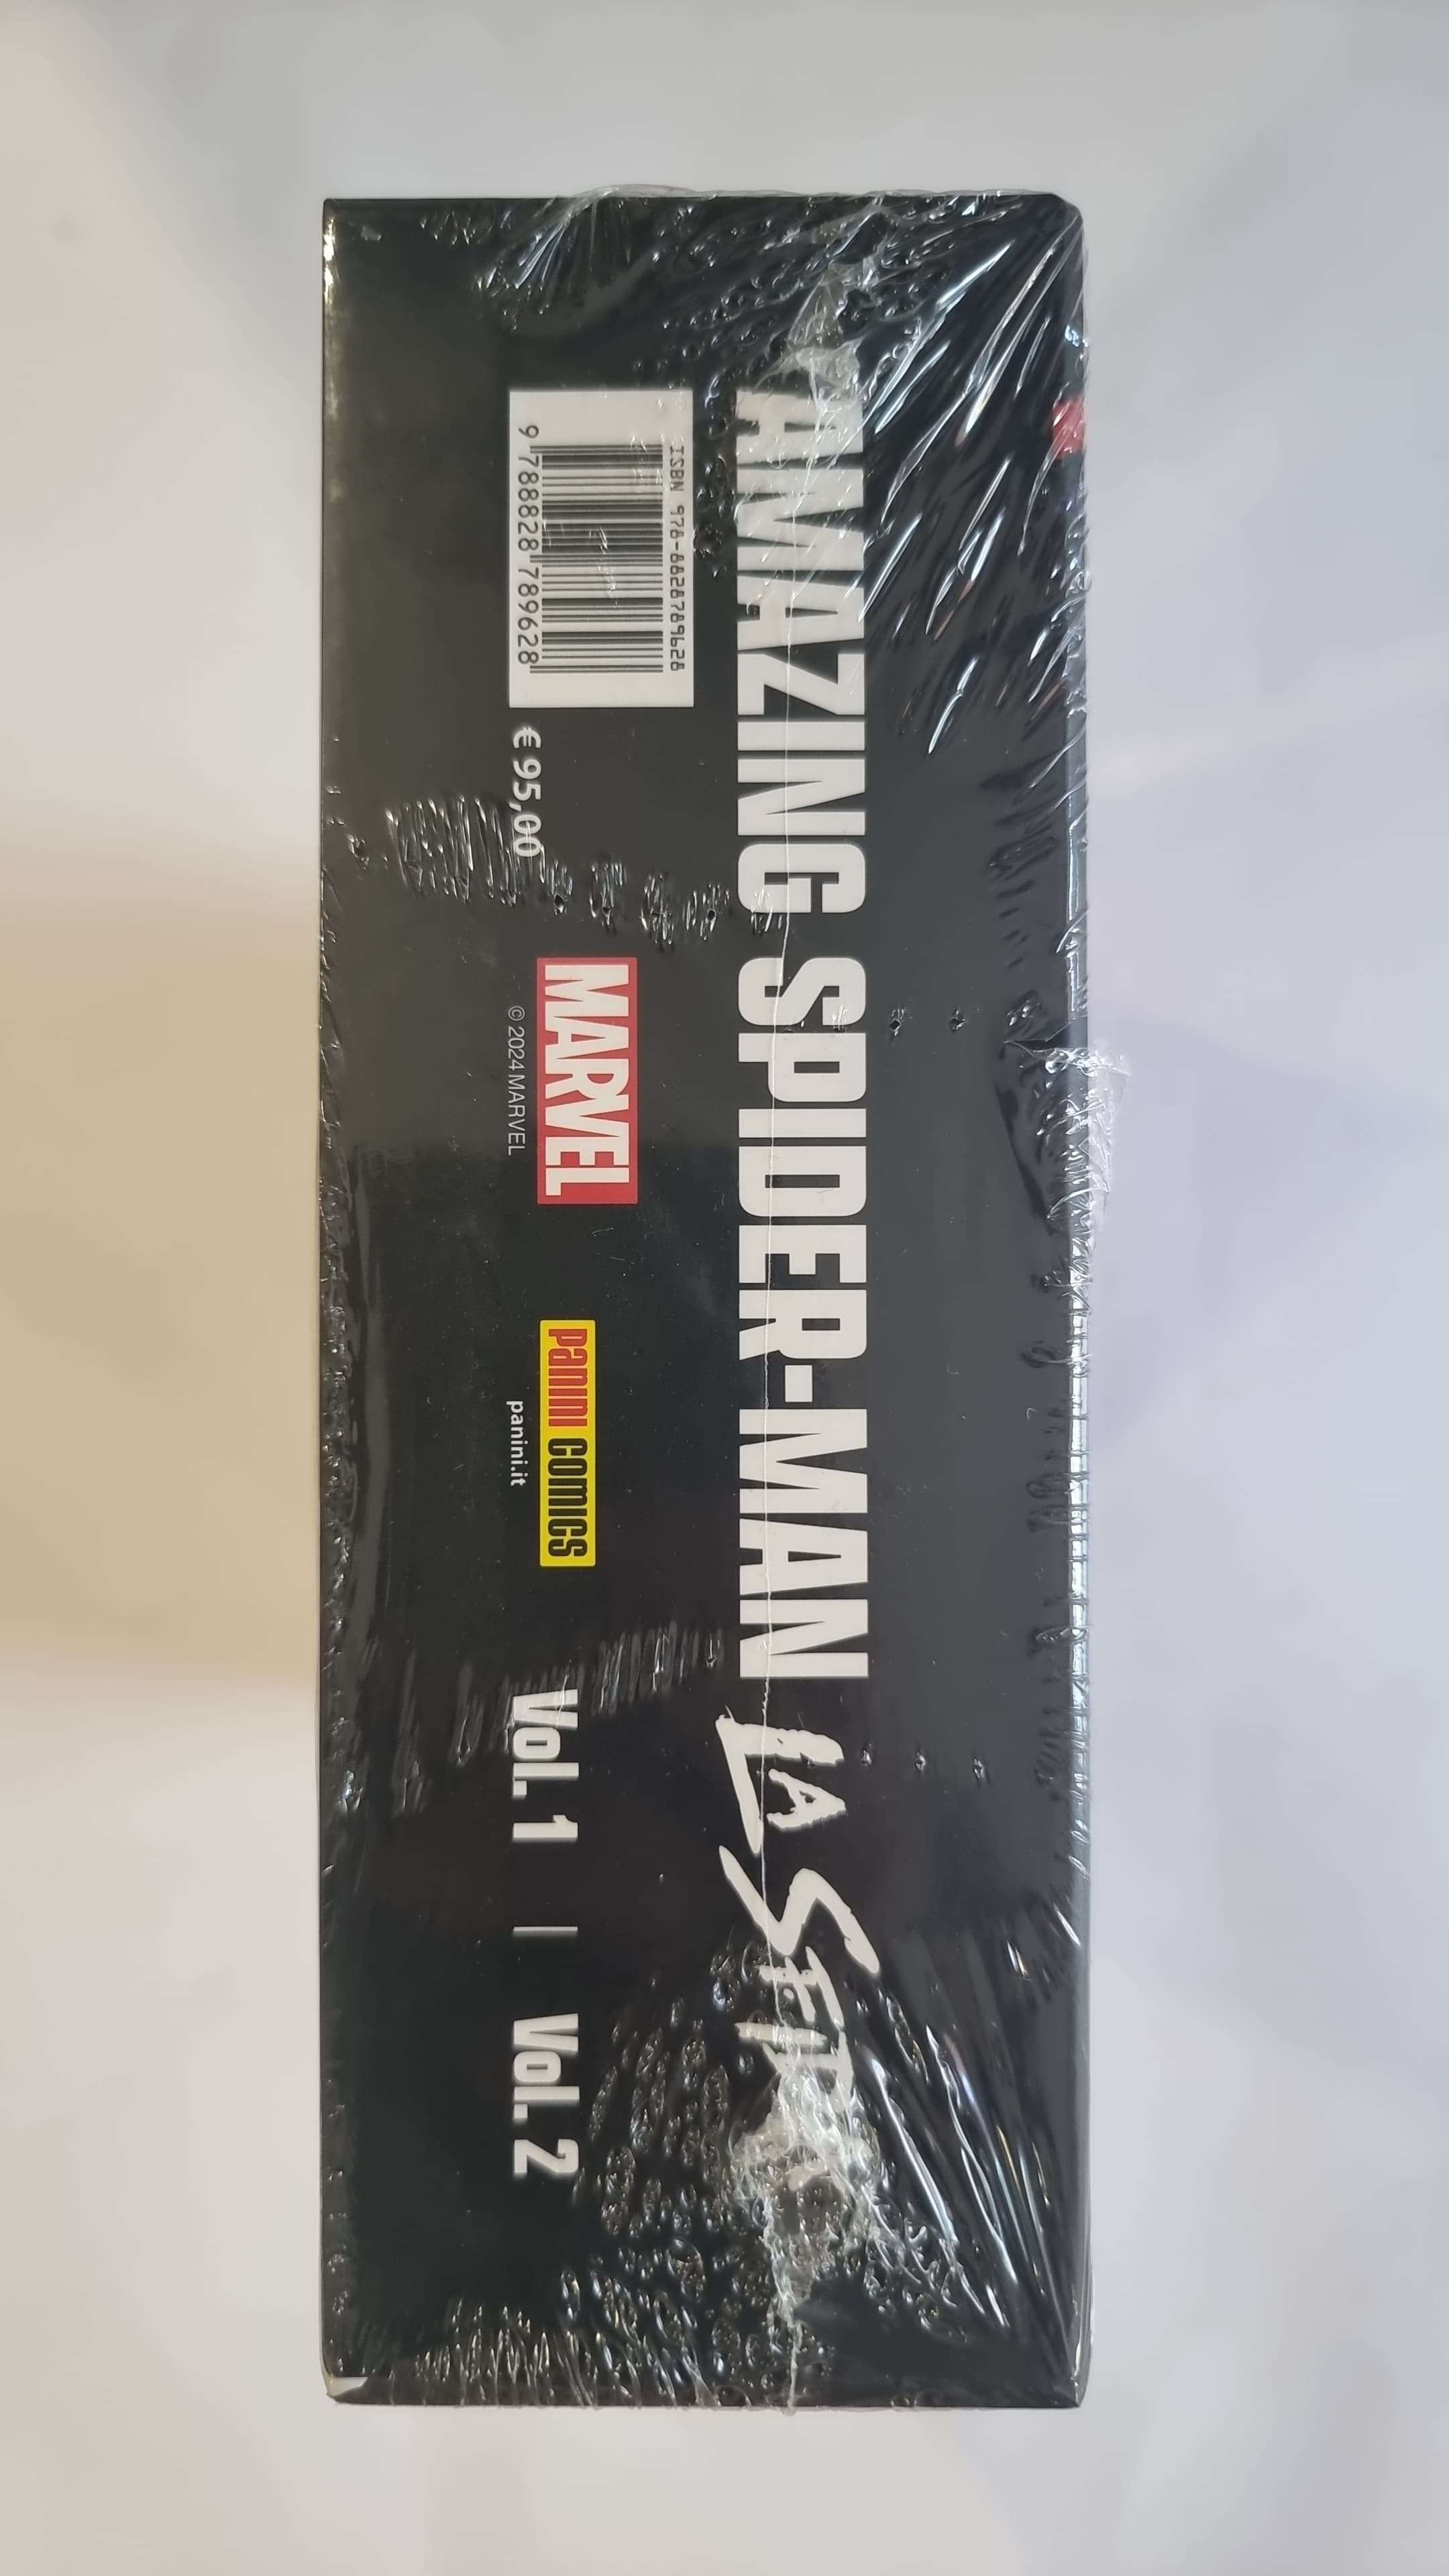 AMAZING SPIDER-MAN LA
ISBN 978-8828789628
9 788828 789628
€ 95,00
MARVEL
© 2024 MARVEL
panini comics
panini.it
Vol. 1 | Vol. 2